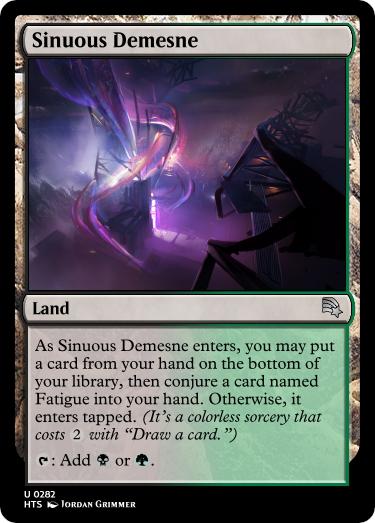 Sinuous Demesne
Land
As Sinuous Demesne enters, you may put
a card from your hand on the bottom of
your library, then conjure a card named
Fatigue into your hand. Otherwise, it
enters tapped. (It's a colorless sorcery that
costs 2 with “Draw a card.”)
: Add or .
U 0282
HTS Jordan Grimmer